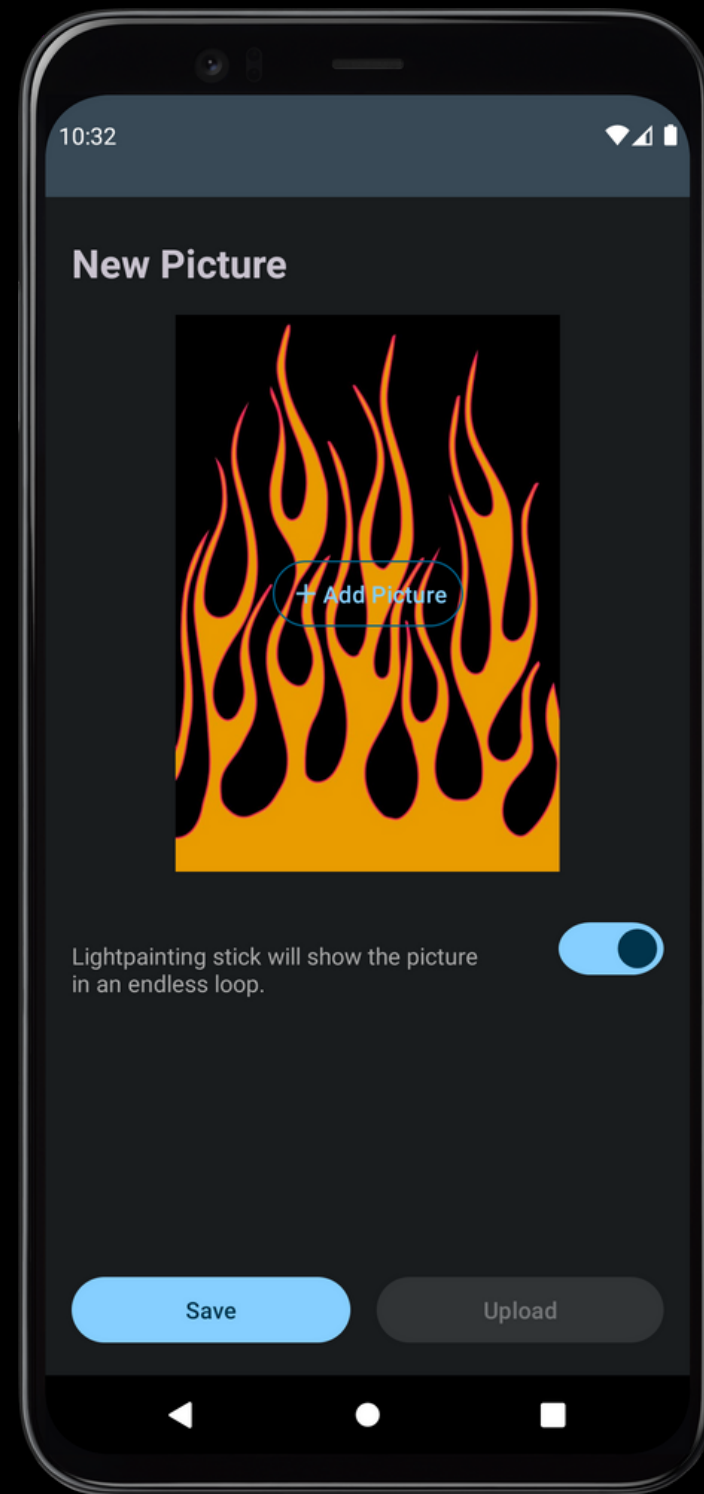 10:32
New Picture
+ Add Picture
Lightpainting stick will show the picture
in an endless loop.
Save
Upload